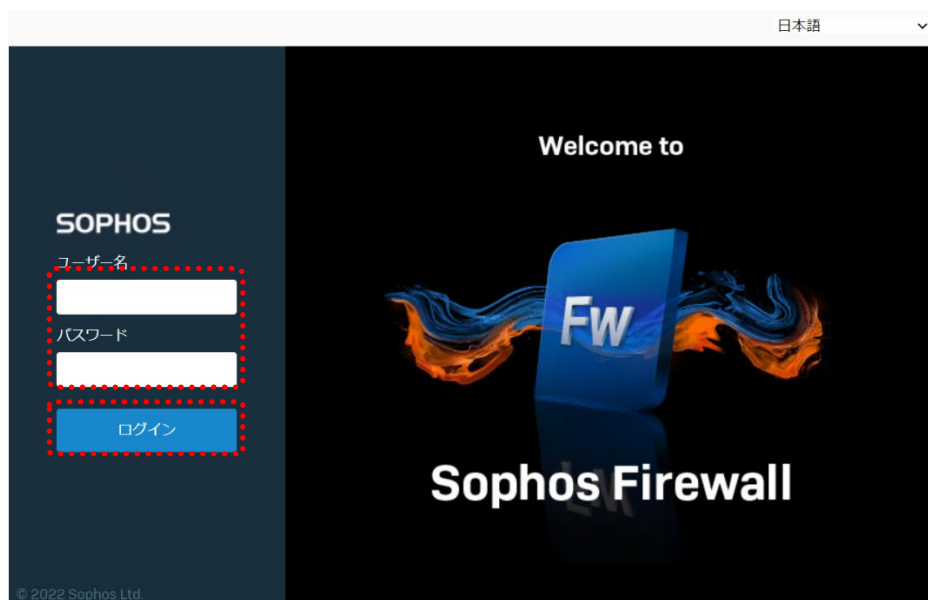 日本語
Welcome to
SOPHOS
ユーザー名
パスワード
ログイン
Fw
Sophos Firewall
© 2022 Sophos Ltd.